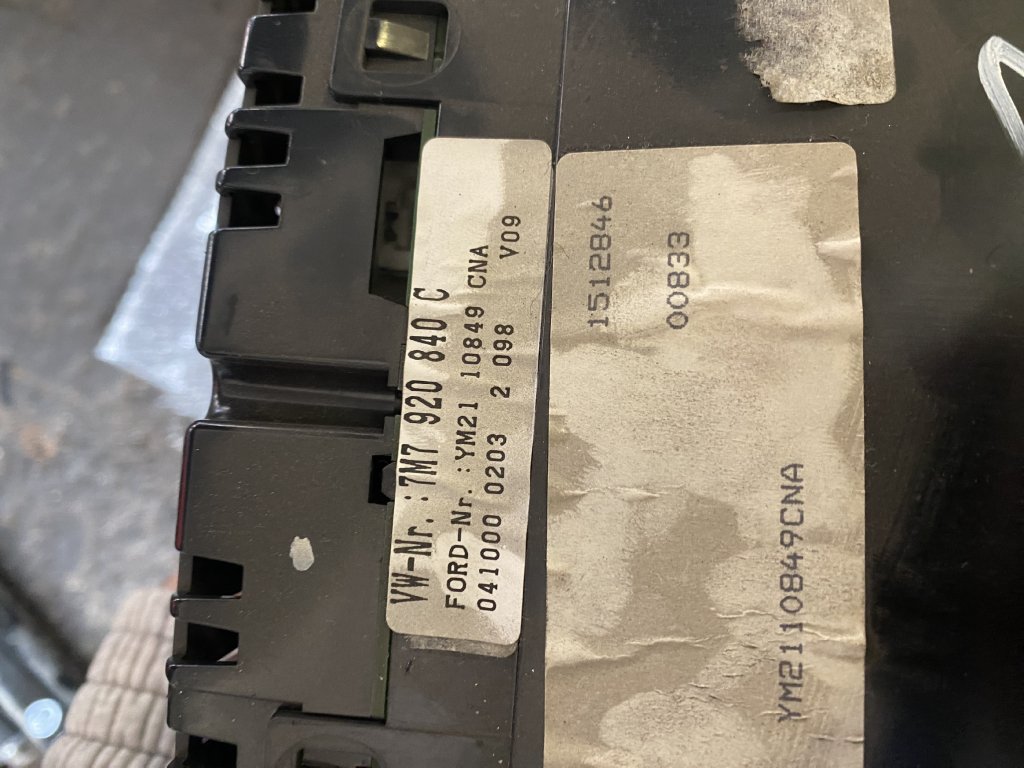 VW-Nr.:7M7 920 840 C
FORD-Nr.:YM21 10849 CNA
041000 0203 2 098 V09
1512846
00833
YM2110849CNA